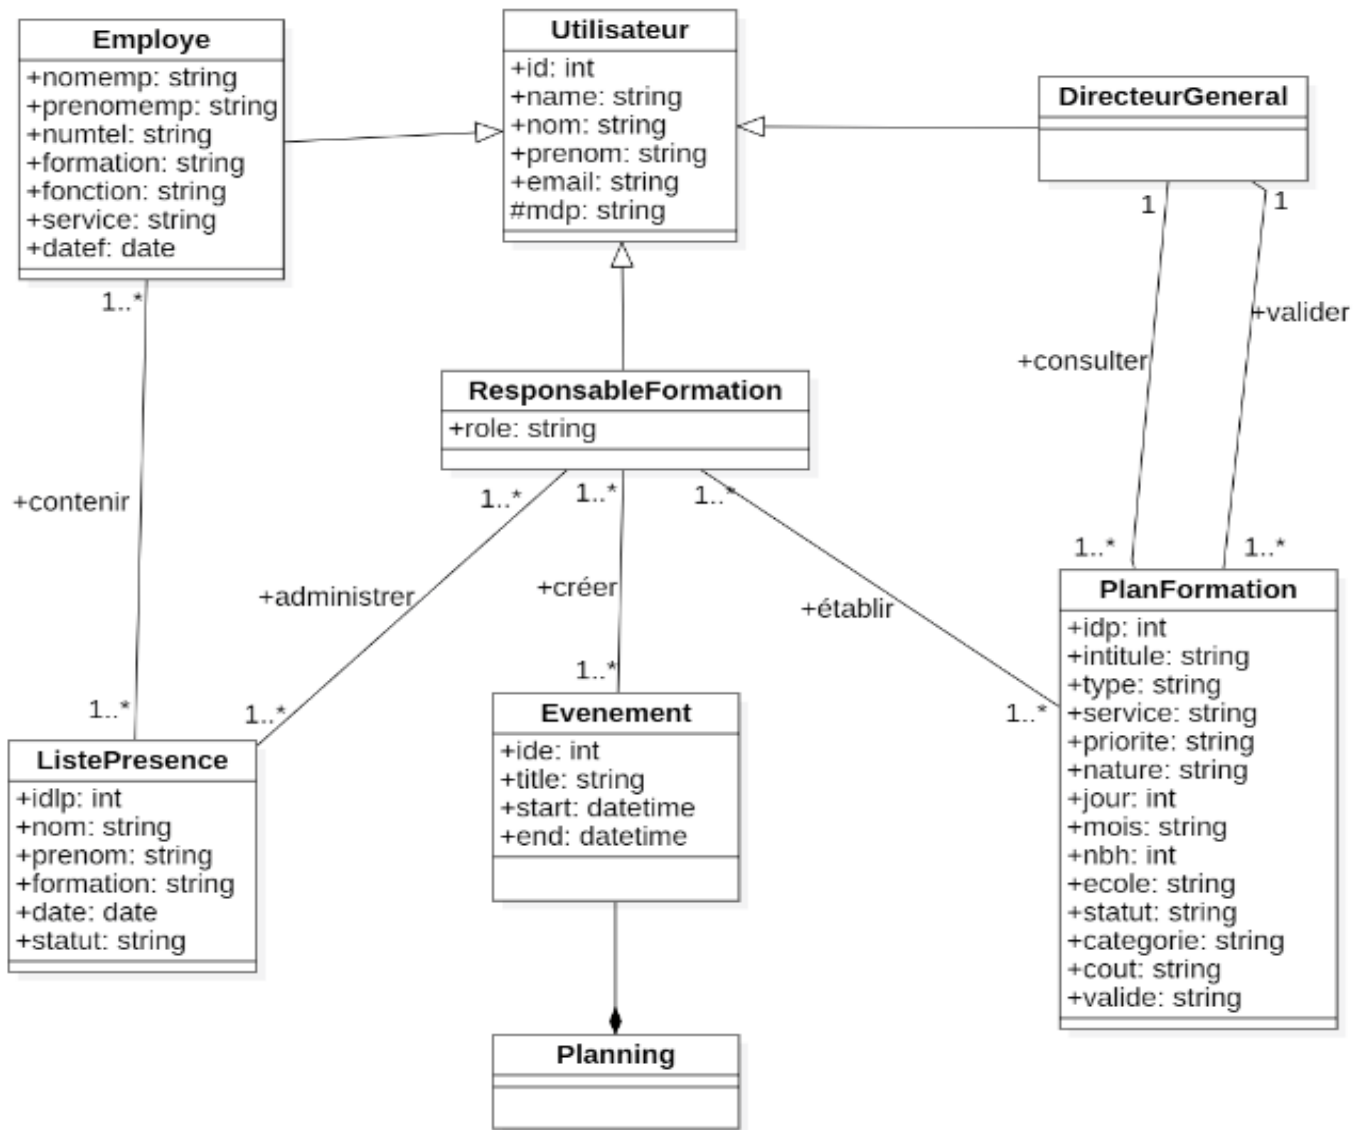 Employe
+nomemp: string
+prenomemp: string
+numtel: string
+formation: string
+fonction: string
+service: string
+datef: date
Utilisateur
+id: int
+name: string
+nom: string
+prenom: string
+email: string
#mdp: string
DirecteurGeneral
1
1
1..*
+valider
+consulter
ResponsableFormation
+role: string
+contenir
1..*
1..*
1..*
+administrer
+créer
+établir
1..*
1..*
1..*
1..*
1..*
1..*
PlanFormation
+idp: int
+intitule: string
+type: string
+service: string
+priorite: string
+nature: string
+jour: int
+mois: string
+nbh: int
+ecole: string
+statut: string
+categorie: string
+cout: string
+valide: string
Evenement
+ide: int
+title: string
+start: datetime
+end: datetime
ListePresence
+idlp: int
+nom: string
+prenom: string
+formation: string
+date: date
+statut: string
Planning